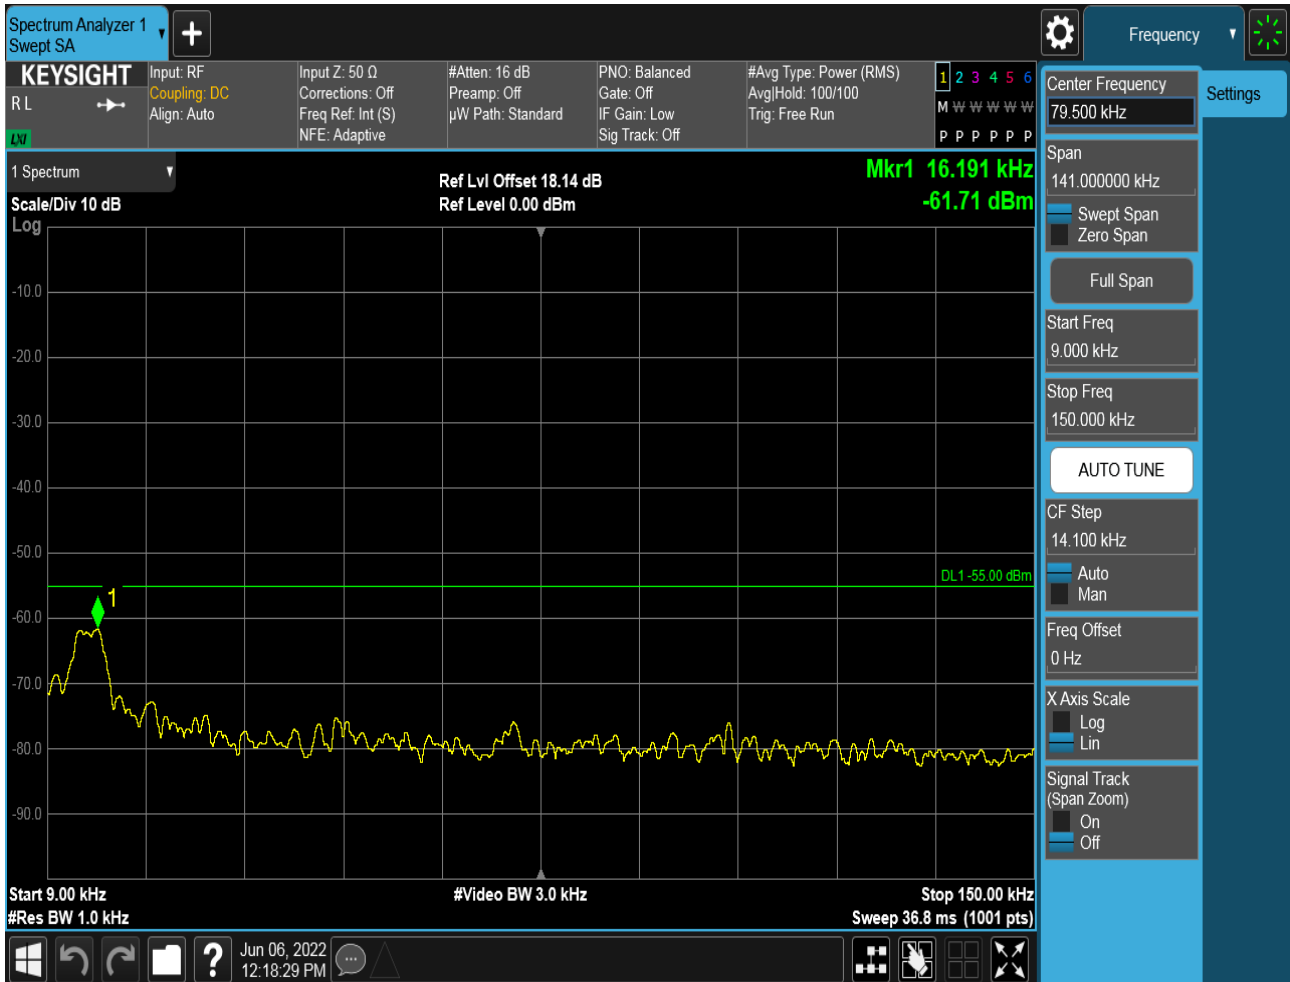 Spectrum Analyzer 1
Swept SA
Frequency
KEYSIGHT
R L
LXI
Input: RF
Coupling: DC
Align: Auto
Input Z: 50 Ω
Corrections: Off
Freq Ref: Int (S)
NFE: Adaptive
#Atten: 16 dB
Preamp: Off
µW Path: Standard
PNO: Balanced
Gate: Off
IF Gain: Low
Sig Track: Off
#Avg Type: Power (RMS)
Avg|Hold: 100/100
Trig: Free Run
1 2 3 4 5 6
M W W W W W
P P P P P P
1 Spectrum
Scale/Div 10 dB
Log
Ref Lvl Offset 18.14 dB
Ref Level 0.00 dBm
Mkr1 16.191 kHz
-61.71 dBm
-10.0
-20.0
-30.0
-40.0
-50.0
DL1 -55.00 dBm
1
-60.0
-70.0
-80.0
-90.0
Start 9.00 kHz
#Res BW 1.0 kHz
#Video BW 3.0 kHz
Stop 150.00 kHz
Sweep 36.8 ms (1001 pts)
Jun 06, 2022
12:18:29 PM
Center Frequency
79.500 kHz
Settings
Span
141.000000 kHz
Swept Span
Zero Span
Full Span
Start Freq
9.000 kHz
Stop Freq
150.000 kHz
AUTO TUNE
CF Step
14.100 kHz
Auto
Man
Freq Offset
0 Hz
X Axis Scale
Log
Lin
Signal Track
(Span Zoom)
On
Off